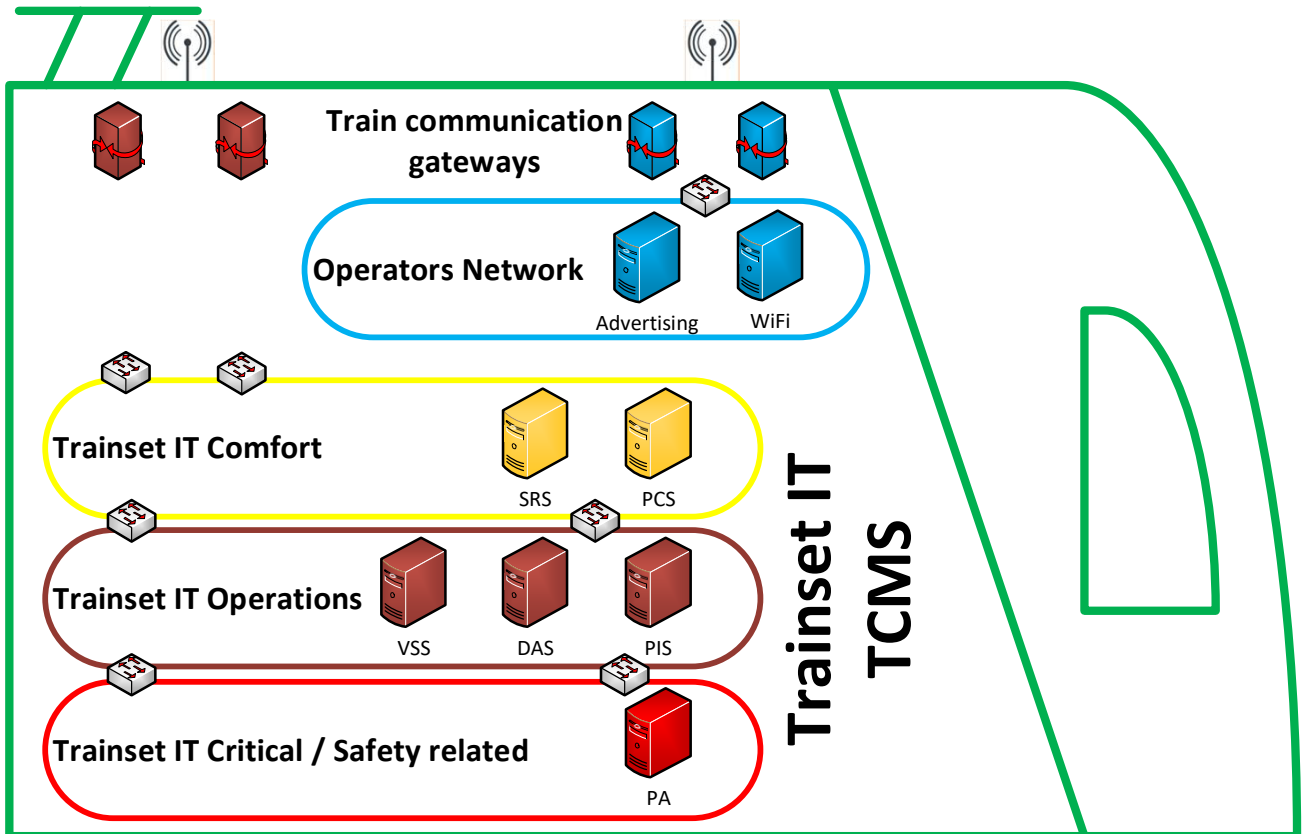 Train communication
gateways
Operators Network
Advertising
WiFi
Trainset IT Comfort
SRS
PCS
Trainset IT Operations
VSS
DAS
PIS
Trainset IT Critical / Safety related
PA
Trainset IT
TCMS